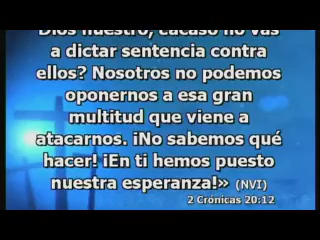 Dios nuestro, ¿acaso no vas
a dictar sentencia contra
ellos? Nosotros no podemos
oponernos a esa gran
multitud que viene a
atacarnos. ¡No sabemos qué
hacer! ¡En ti hemos puesto
nuestra esperanza!» (NVI)
2 Crónicas 20:12